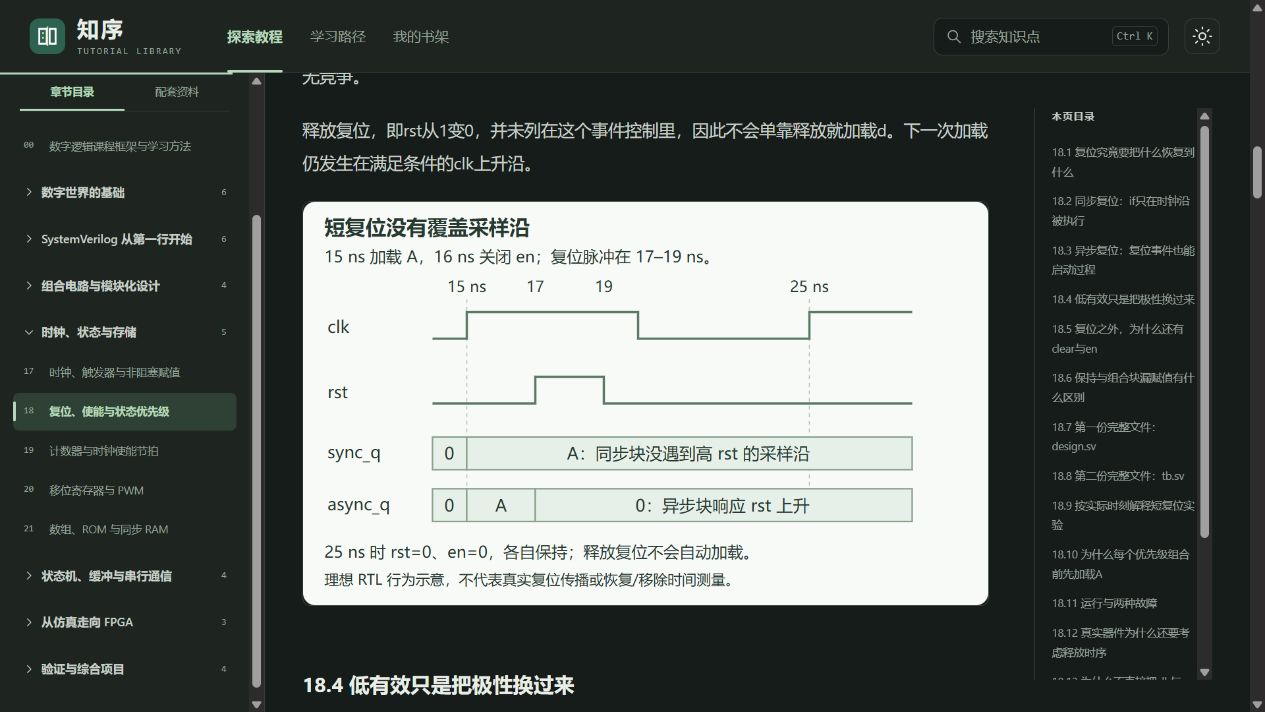 知序
TUTORIAL LIBRARY
探索教程
学习路径
我的书架
搜索知识点
Ctrl K
章节目录
配套资料
00 数字逻辑课程框架与学习方法
数字世界的基础 6
SystemVerilog 从第一行开始 6
组合电路与模块化设计 4
时钟、状态与存储 5
17 时钟、触发器与非阻塞赋值
18 复位、使能与状态优先级
19 计数器与时钟使能节拍
20 移位寄存器与 PWM
21 数组、ROM 与同步 RAM
状态机、缓冲与串行通信 4
从仿真走向 FPGA 3
验证与综合项目 4
无竞争。
释放复位，即rst从1变0，并未列在这个事件控制里，因此不会单靠释放就加载d。下一次加载
仍发生在满足条件的clk上升沿。
短复位没有覆盖采样沿
15 ns 加载 A，16 ns 关闭 en；复位脉冲在 17–19 ns。
15 ns 17 19 25 ns
clk
rst
sync_q 0 A：同步块没遇到高 rst 的采样沿
async_q 0 A 0：异步块响应 rst 上升
25 ns 时 rst=0、en=0，各自保持；释放复位不会自动加载。
理想 RTL 行为示意，不代表真实复位传播或恢复/移除时间测量。
18.4 低有效只是把极性换过来
本页目录
18.1 复位究竟要把什么恢复到
什么
18.2 同步复位：if只在时钟沿
被执行
18.3 异步复位：复位事件也能
启动过程
18.4 低有效只是把极性换过来
18.5 复位之外，为什么还有
clear与en
18.6 保持与组合块漏赋值有什
么区别
18.7 第一份完整文件：
design.sv
18.8 第二份完整文件：tb.sv
18.9 按实际时刻解释短复位实
验
18.10 为什么每个优先级组合
前先加载A
18.11 运行与两种故障
18.12 真实器件为什么还要考
虑释放时序